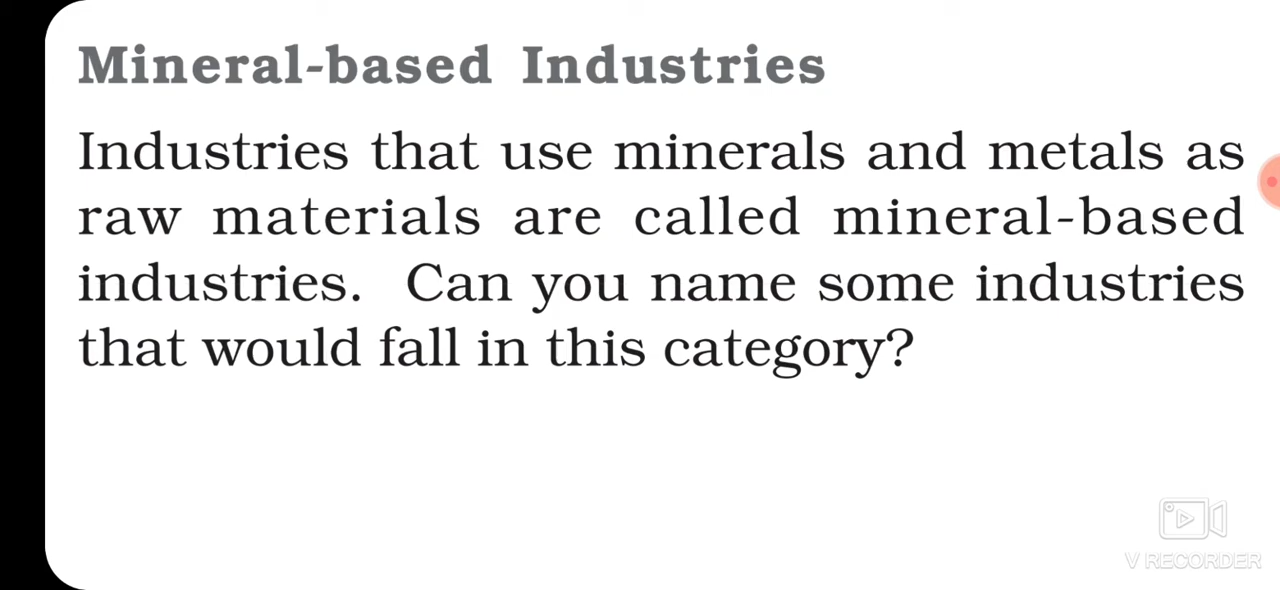 Mineral-based Industries
Industries that use minerals and metals as
raw materials are called mineral-based
industries. Can you name some industries
that would fall in this category?
V RECORDER